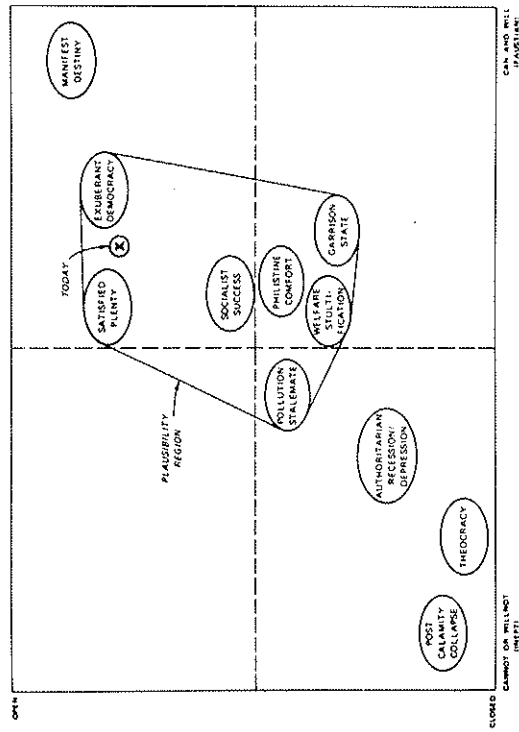 OPEN
MANIFEST
DESTINY
EXUBERANT
DEMOCRACY
TODAY
X
SATISFIED
PLENTY
SOCIALIST
SUCCESS
PHILISTINE
COMFORT
GARRISON
STATE
WELFARE
STULTI-
FICATION
PLAUSIBILITY
REGION
POLLUTION
STALEMATE
AUTHORITARIAN
RECESSION/
DEPRESSION
THEOCRACY
POST
CALAMITY
COLLAPSE
CLOSED
CANNOT OR WILL NOT
(INEPT)
CAN AND WILL
(FAUSTIAN)